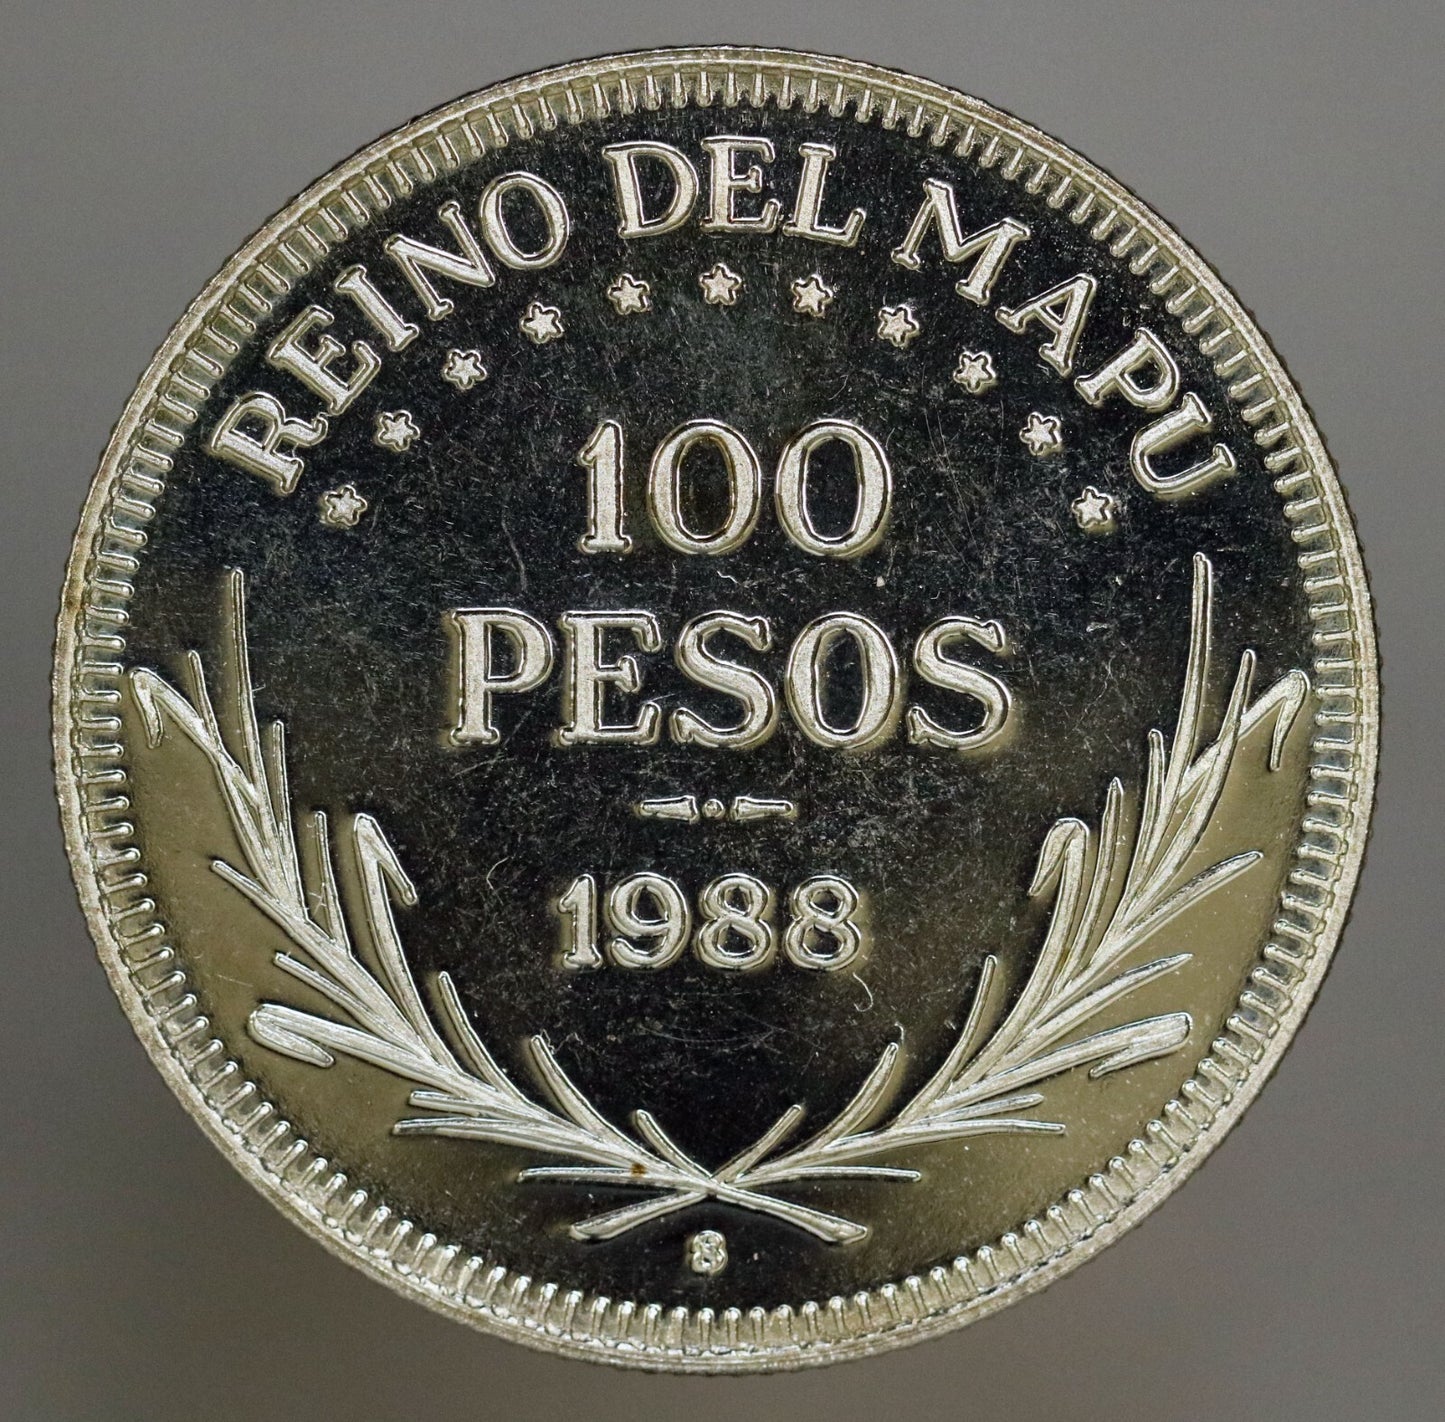 REINO DEL MAPU
100
PESOS
1988
S